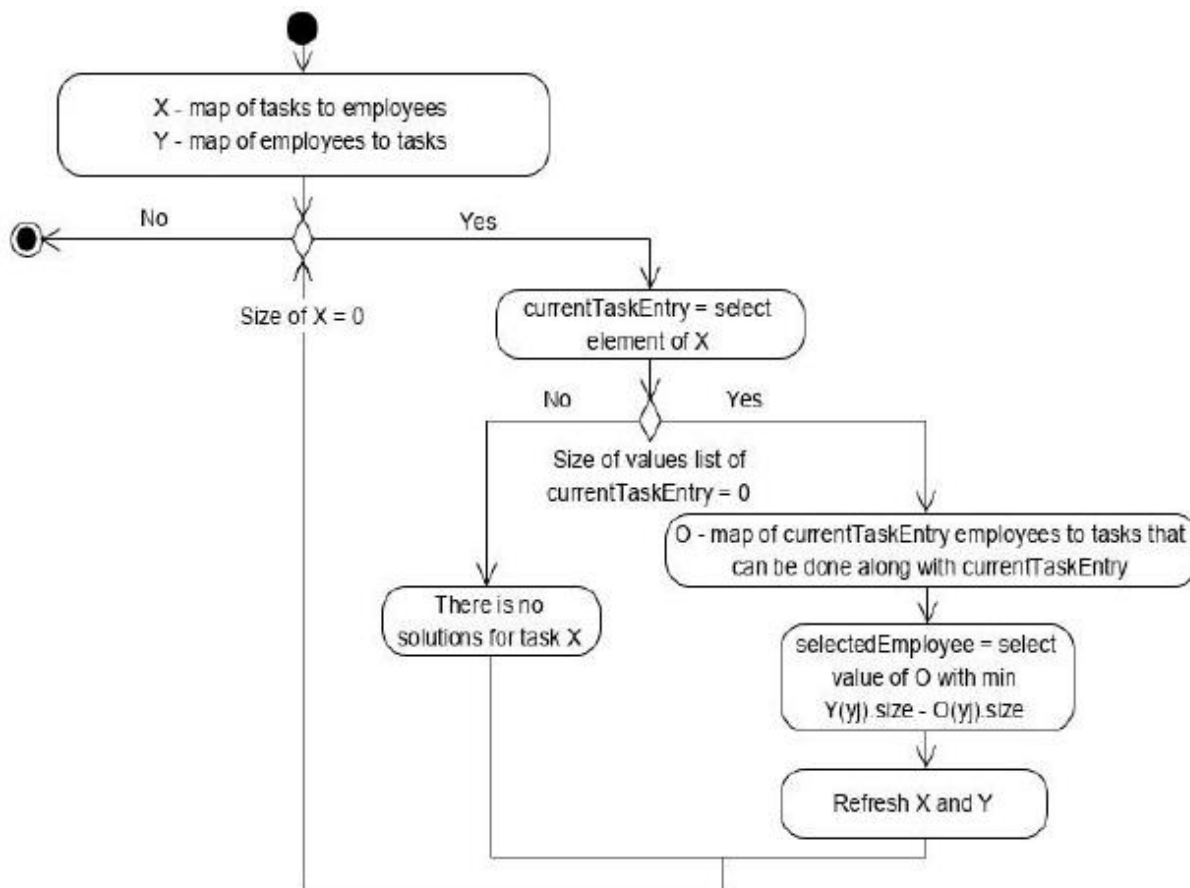 X - map of tasks to employees
Y - map of employees to tasks
No
Yes
Size of X = 0
currentTaskEntry = select
element of X
No
Yes
Size of values list of
currentTaskEntry = 0
O - map of currentTaskEntry employees to tasks that
can be done along with currentTaskEntry
There is no
solutions for task X
selectedEmployee = select
value of O with min
Y(yj).size - O(yj).size
Refresh X and Y